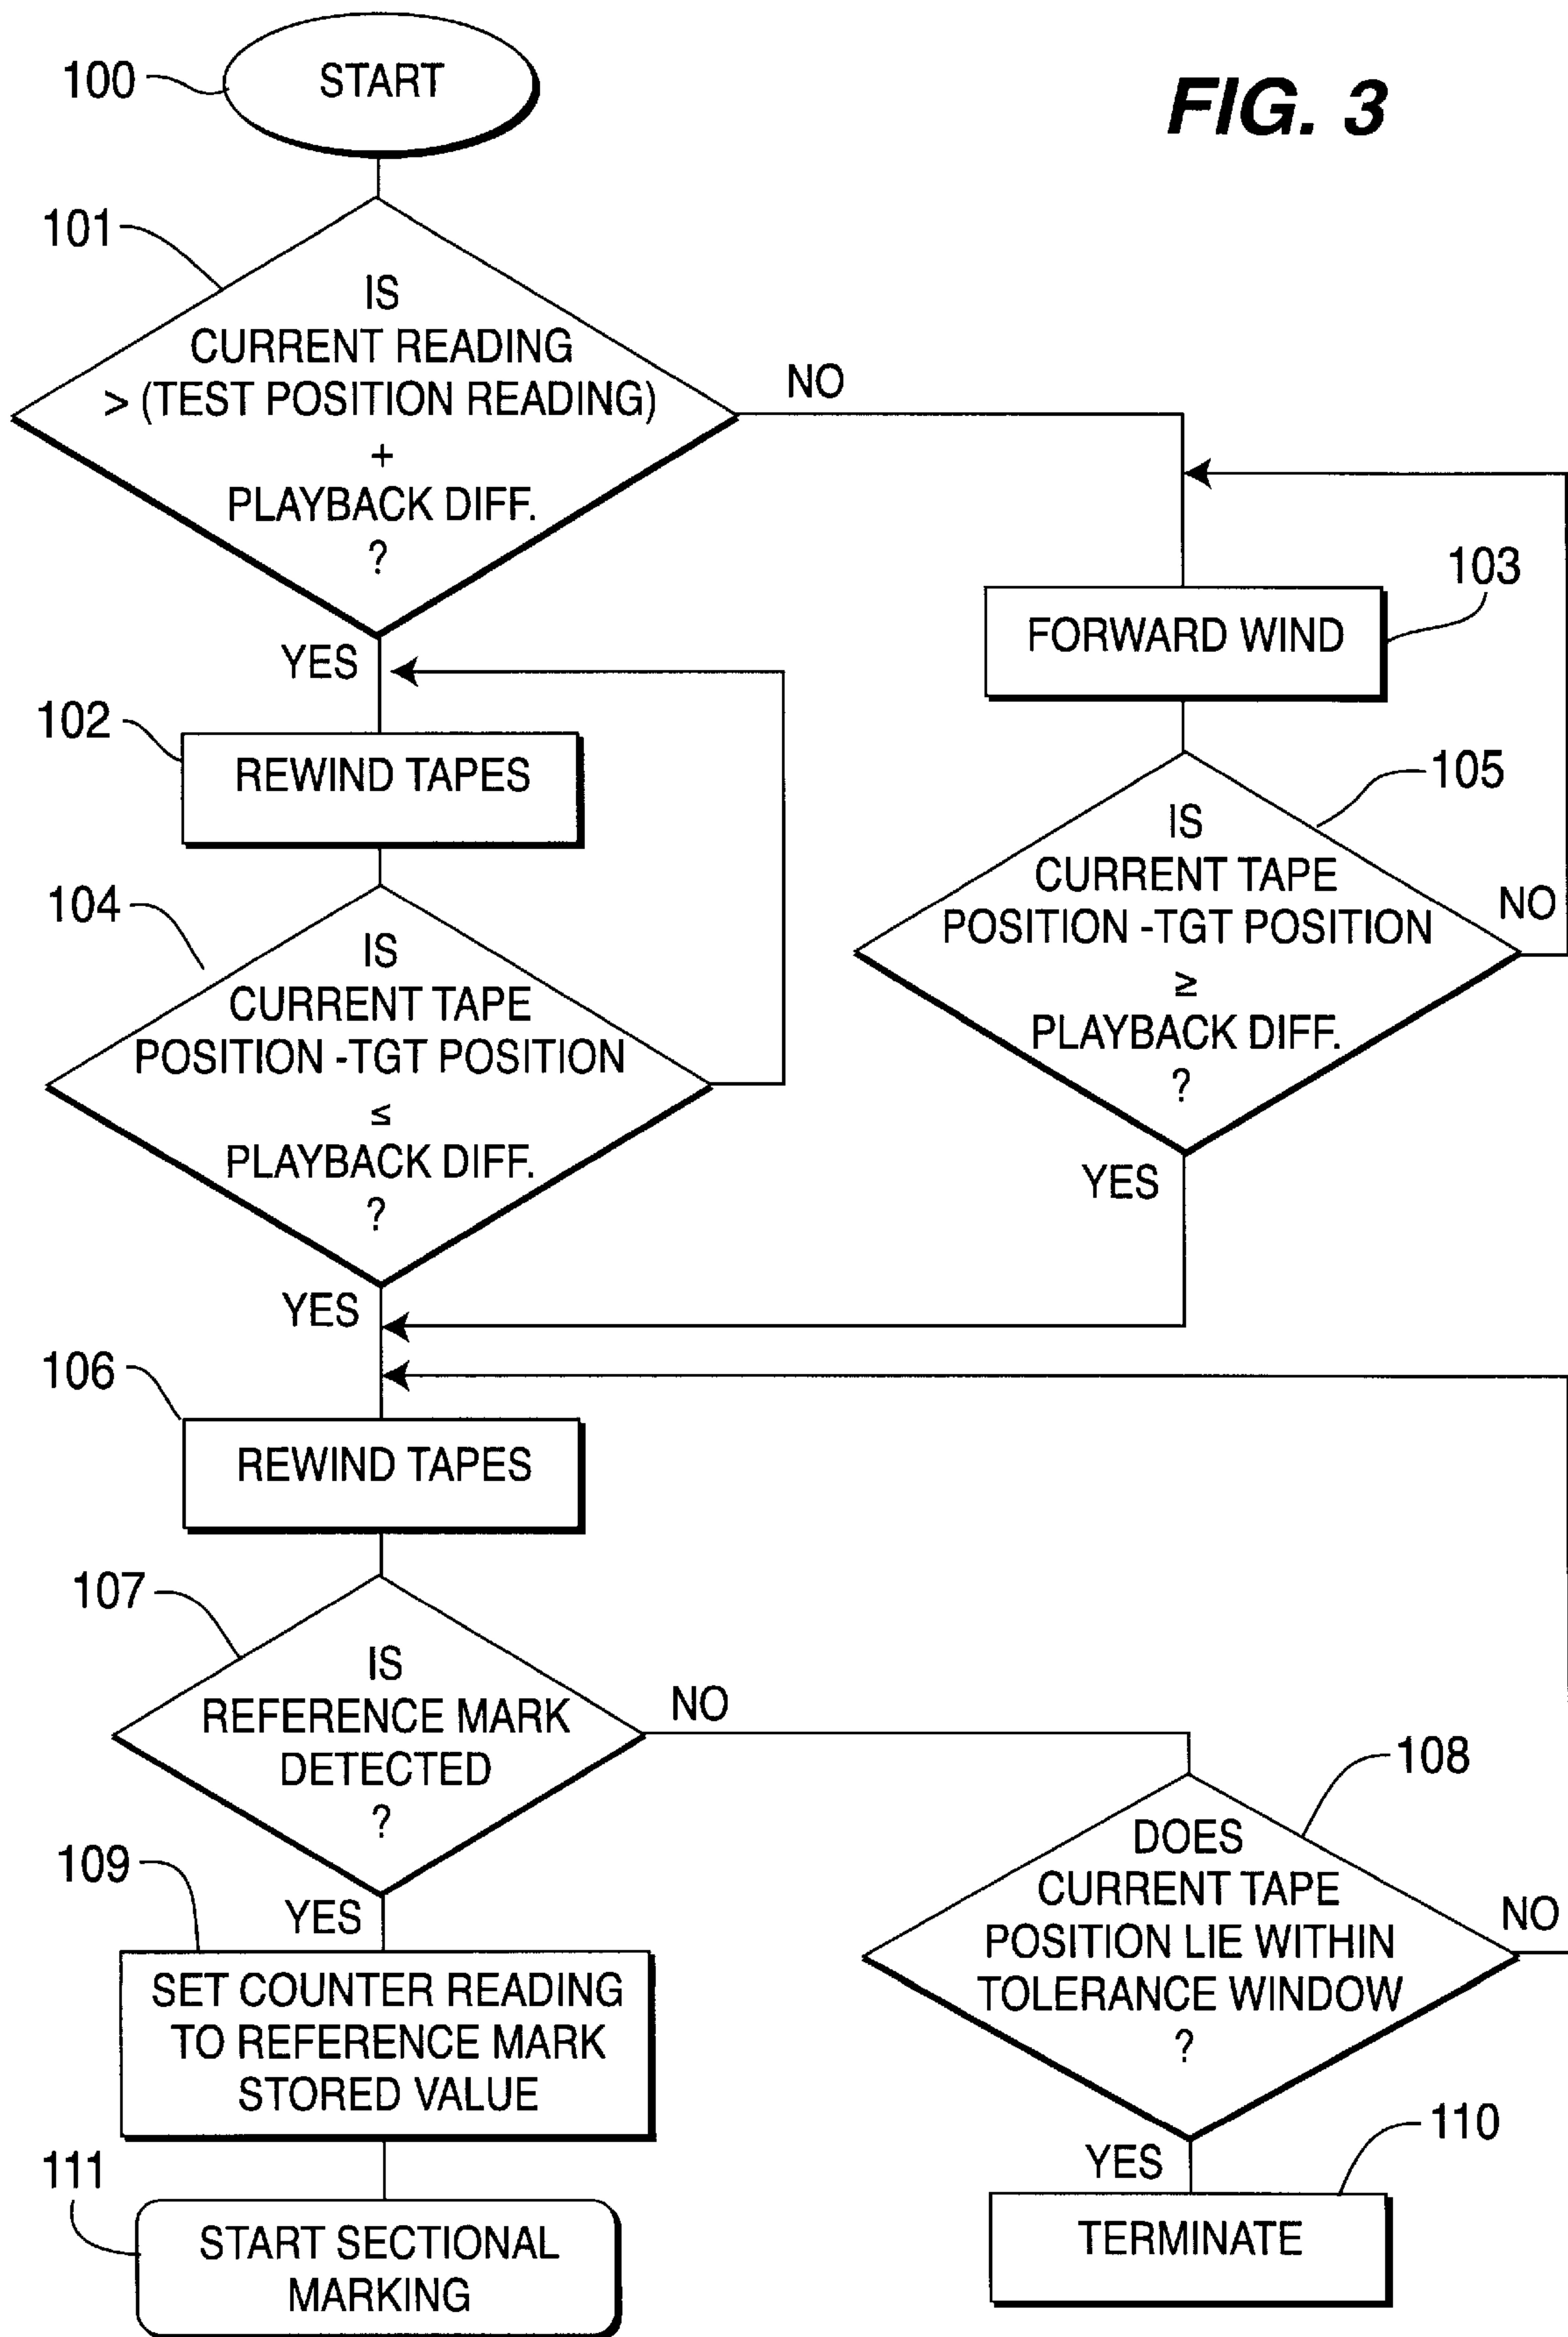 FIG. 3
100
START
101
IS
CURRENT READING
> (TEST POSITION READING)
+
PLAYBACK DIFF.
?
NO
YES
102
REWIND TAPES
103
FORWARD WIND
104
IS
CURRENT TAPE
POSITION -TGT POSITION
≤
PLAYBACK DIFF.
?
YES
105
IS
CURRENT TAPE
POSITION -TGT POSITION
≥
PLAYBACK DIFF.
?
NO
YES
106
REWIND TAPES
107
IS
REFERENCE MARK
DETECTED
?
NO
YES
108
DOES
CURRENT TAPE
POSITION LIE WITHIN
TOLERANCE WINDOW
?
NO
YES
109
SET COUNTER READING
TO REFERENCE MARK
STORED VALUE
110
TERMINATE
111
START SECTIONAL
MARKING